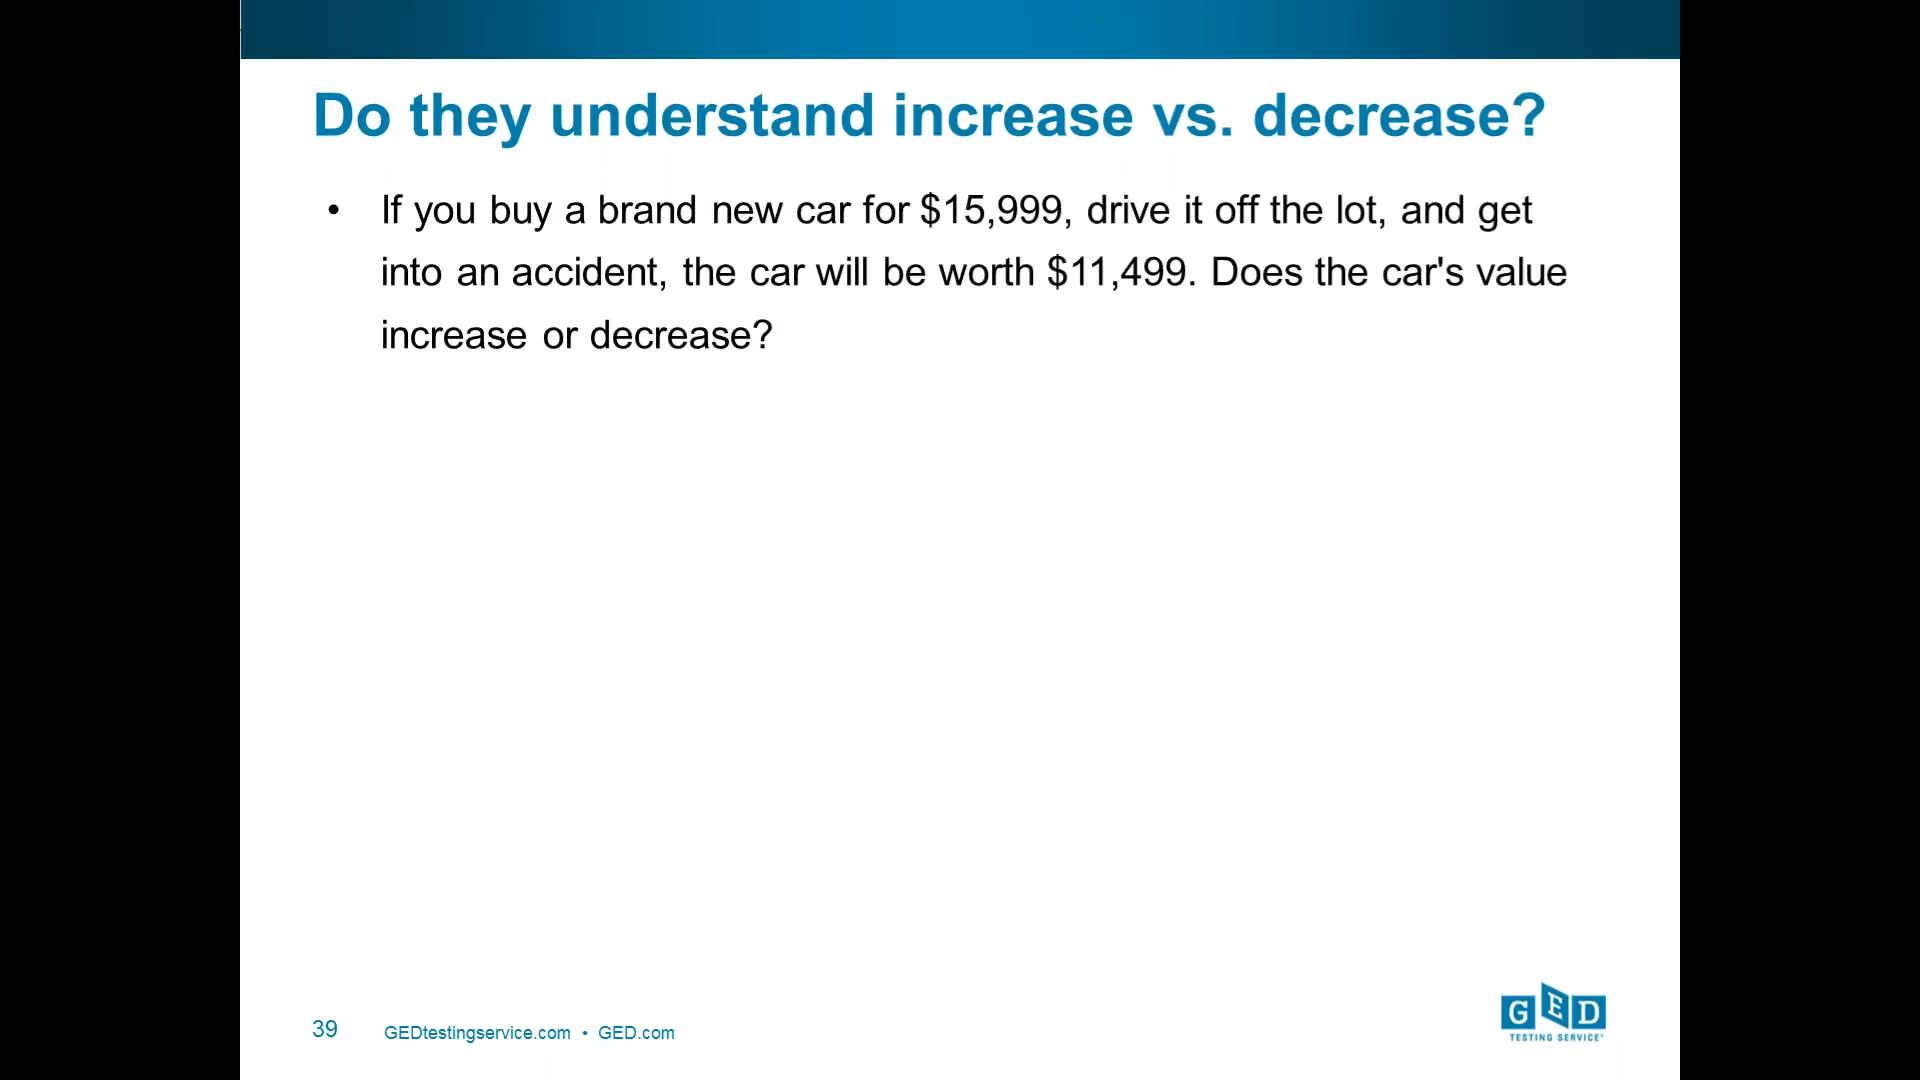 Do they understand increase vs. decrease?
• If you buy a brand new car for $15,999, drive it off the lot, and get
into an accident, the car will be worth $11,499. Does the car's value
increase or decrease?
39 GEDtestingservice.com • GED.com
GED
TESTING SERVICE®